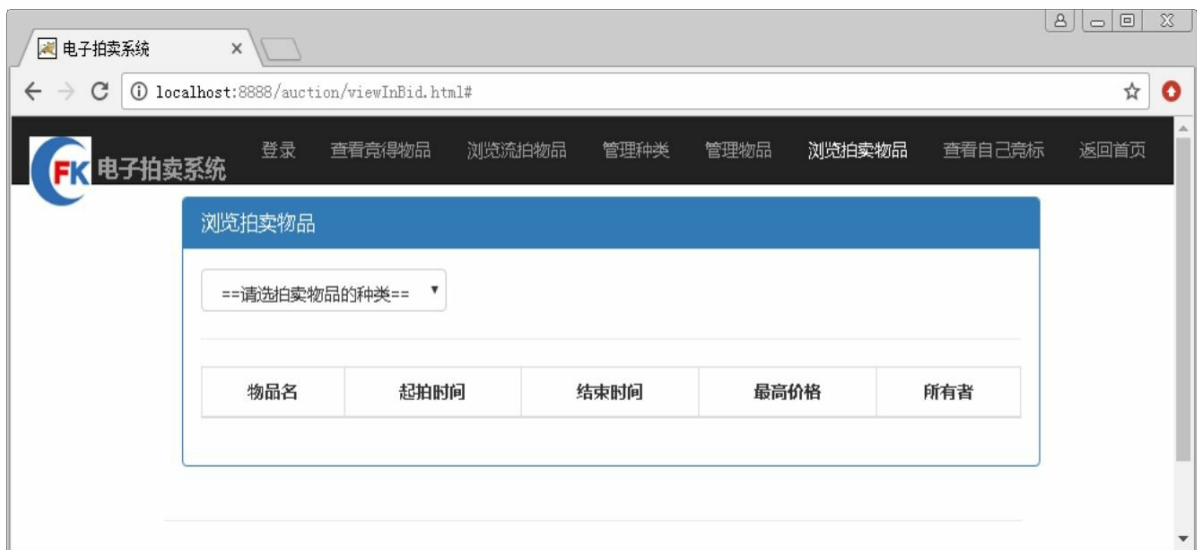 电子拍卖系统
localhost:8888/auction/viewInBid.html#
FK 电子拍卖系统 登录 查看竞得物品 浏览流拍物品 管理种类 管理物品 浏览拍卖物品 查看自己竞标 返回首页
浏览拍卖物品
==请选拍卖物品的种类==
物品名 起拍时间 结束时间 最高价格 所有者